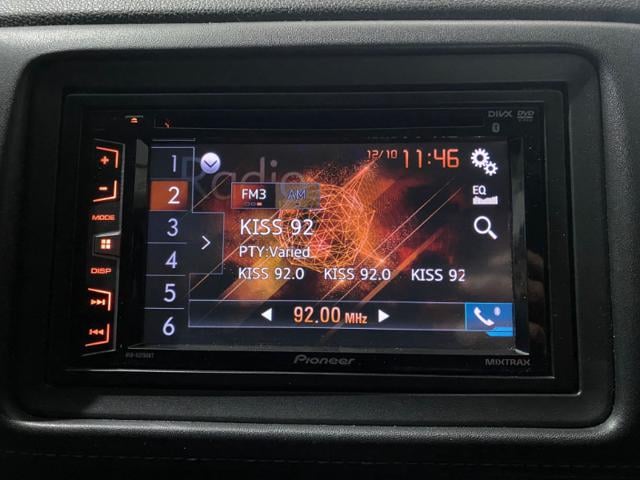 DIVX DVD
Radio
12/10 11:46
1
2
3
4
5
6
FM3 AM
EQ
KISS 92
PTY:Varied
KISS 92.0 KISS 92.0 KISS 92
92.00 MHz
MODE
DISP
Pioneer
MIXTRAX